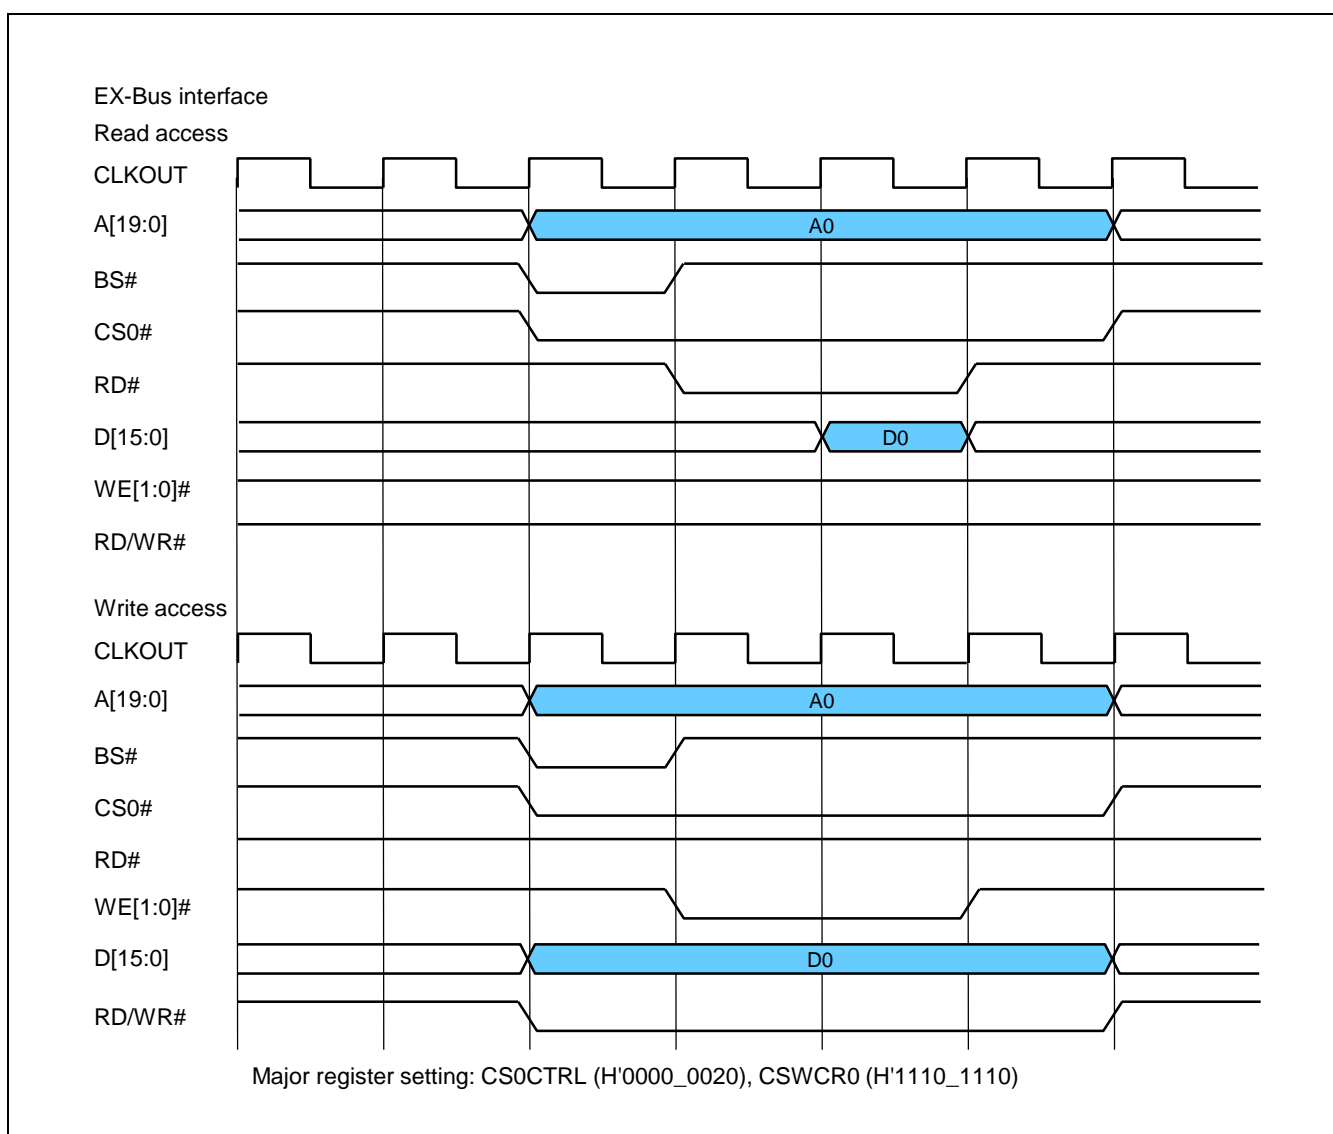 EX-Bus interface
Read access
CLKOUT
A[19:0]
A0
BS#
CS0#
RD#
D[15:0]
D0
WE[1:0]#
RD/WR#
Write access
CLKOUT
A[19:0]
A0
BS#
CS0#
RD#
WE[1:0]#
D[15:0]
D0
RD/WR#
Major register setting: CS0CTRL (H'0000_0020), CSWCR0 (H'1110_1110)